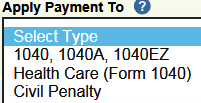 Apply Payment To ?
Select Type
1040, 1040A, 1040EZ
Health Care (Form 1040)
Civil Penalty